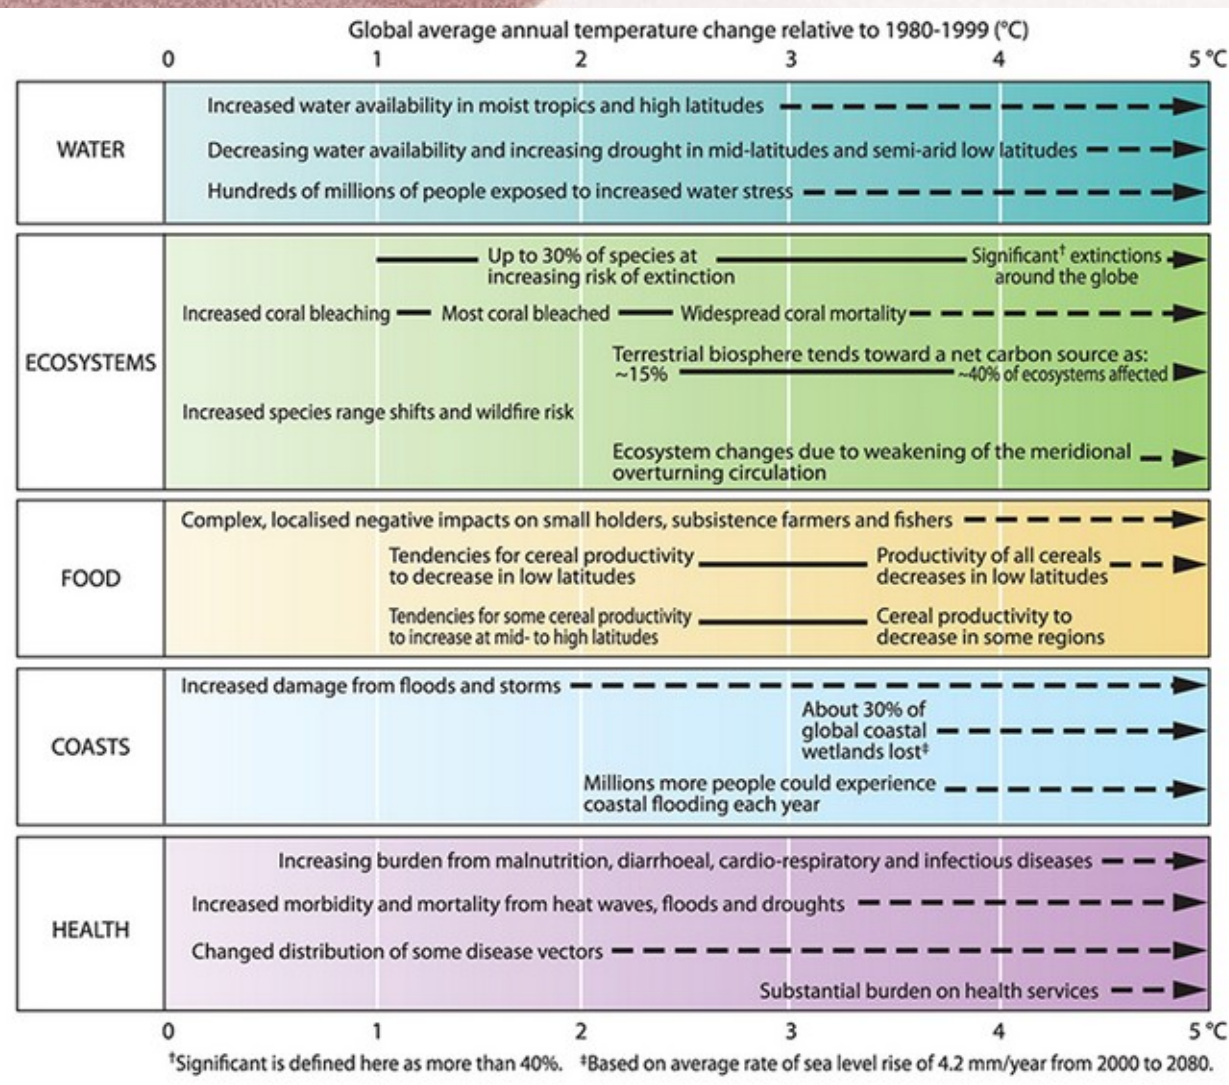 Global average annual temperature change relative to 1980-1999 (°C)
0 1 2 3 4 5 °C
WATER
Increased water availability in moist tropics and high latitudes
Decreasing water availability and increasing drought in mid-latitudes and semi-arid low latitudes
Hundreds of millions of people exposed to increased water stress
ECOSYSTEMS
Up to 30% of species at
increasing risk of extinction
Significant† extinctions
around the globe
Increased coral bleaching Most coral bleached Widespread coral mortality
Terrestrial biosphere tends toward a net carbon source as:
~15% ~40% of ecosystems affected
Increased species range shifts and wildfire risk
Ecosystem changes due to weakening of the meridional
overturning circulation
FOOD
Complex, localised negative impacts on small holders, subsistence farmers and fishers
Tendencies for cereal productivity
to decrease in low latitudes
Productivity of all cereals
decreases in low latitudes
Tendencies for some cereal productivity
to increase at mid- to high latitudes
Cereal productivity to
decrease in some regions
COASTS
Increased damage from floods and storms
About 30% of
global coastal
wetlands lost‡
Millions more people could experience
coastal flooding each year
HEALTH
Increasing burden from malnutrition, diarrhoeal, cardio-respiratory and infectious diseases
Increased morbidity and mortality from heat waves, floods and droughts
Changed distribution of some disease vectors
Substantial burden on health services
0 1 2 3 4 5 °C
†Significant is defined here as more than 40%. ‡Based on average rate of sea level rise of 4.2 mm/year from 2000 to 2080.